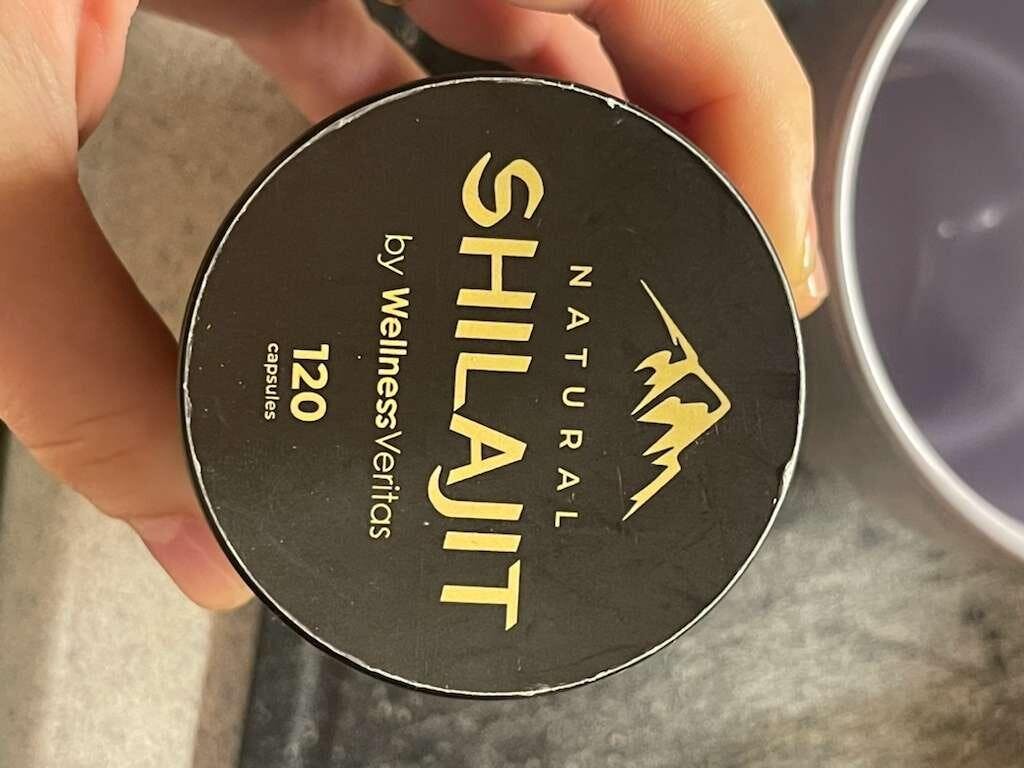 NATURAL
SHILAJIT
by WellnessVeritas
120
capsules